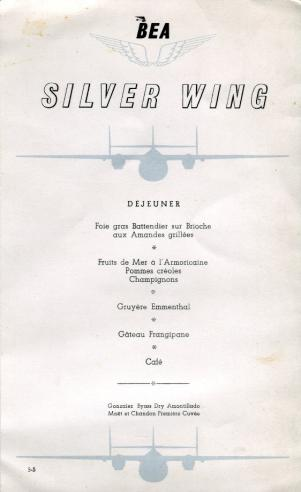 BEA
SILVER WING
DÉJEUNER
Foie gras Battendier sur Brioche
aux Amandes grillées
*
Fruits de Mer à l'Armoricaine
Pommes créoles
Champignons
*
Gruyère Emmenthal
*
Gâteau Frangipane
*
Café
Gonzalez Byass Dry Amontillado
Moët et Chandon Première Cuvée